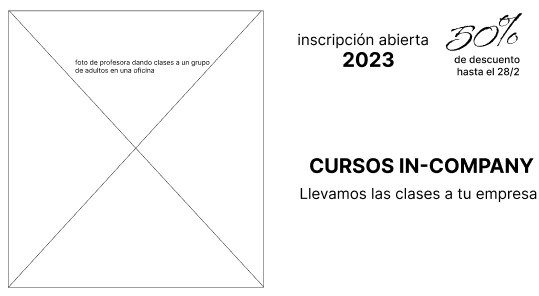 foto de profesora dando clases a un grupo
de adultos en una oficina
inscripción abierta
2023
50%
de descuento
hasta el 28/2
CURSOS IN-COMPANY
Llevamos las clases a tu empresa